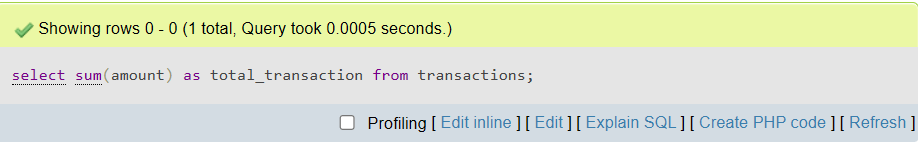 Showing rows 0 - 0 (1 total, Query took 0.0005 seconds.)
select sum(amount) as total_transaction from transactions;
Profiling [ Edit inline ] [ Edit ] [ Explain SQL ] [ Create PHP code ] [ Refresh ]